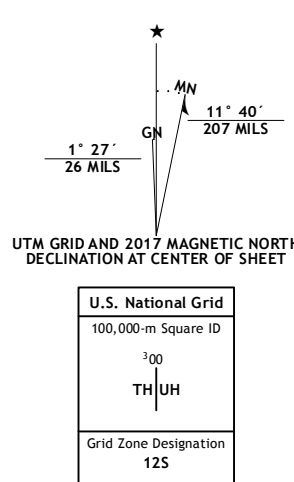 ★
MN
GN
11° 40´
207 MILS
1° 27´
26 MILS
UTM GRID AND 2017 MAGNETIC NORTH
DECLINATION AT CENTER OF SHEET
U.S. National Grid
100,000-m Square ID
³00
TH UH
Grid Zone Designation
12S